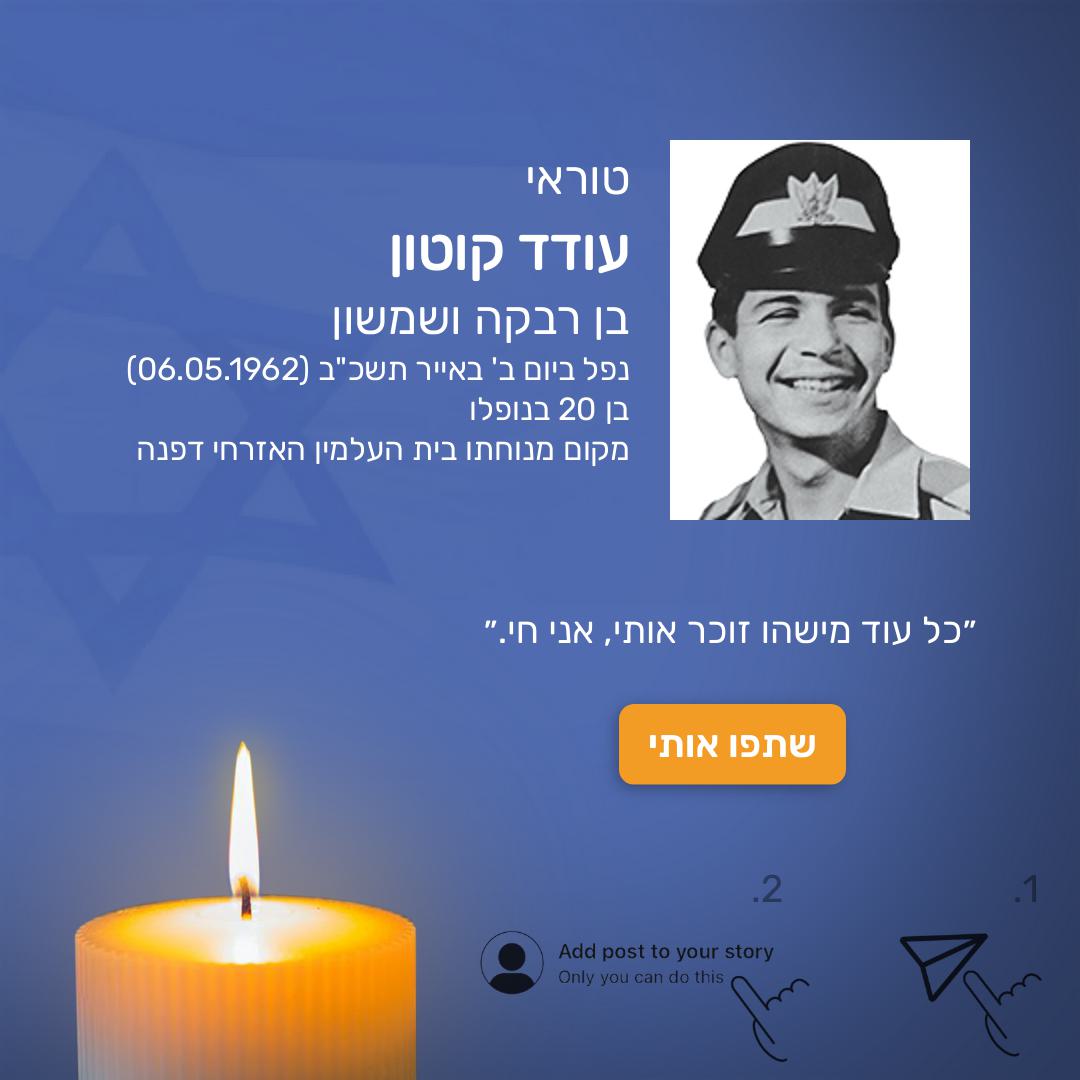 טוראי
עודד קוטון
בן רבקה ושמשון
נפל ביום ב' באייר תשכ"ב (06.05.1962)
בן 20 בנופלו
מקום מנוחתו בית העלמין האזרחי דפנה
״כל עוד מישהו זוכר אותי, אני חי.״
שתפו אותי
1.
2.
Add post to your story
Only you can do this